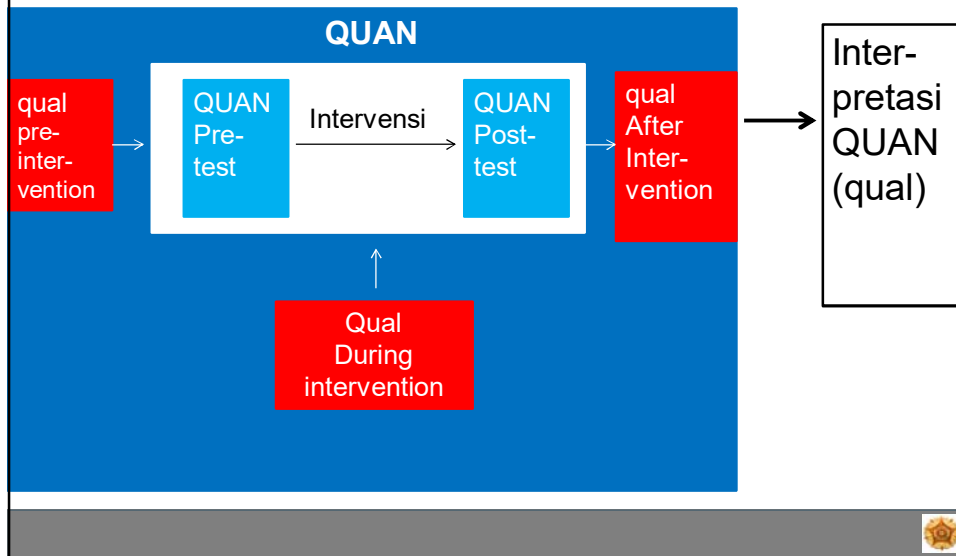 QUAN
qual
pre-
inter-
vention
QUAN
Pre-
test
Intervensi
QUAN
Post-
test
qual
After
Inter-
vention
Inter-
pretasi
QUAN
(qual)
Qual
During
intervention